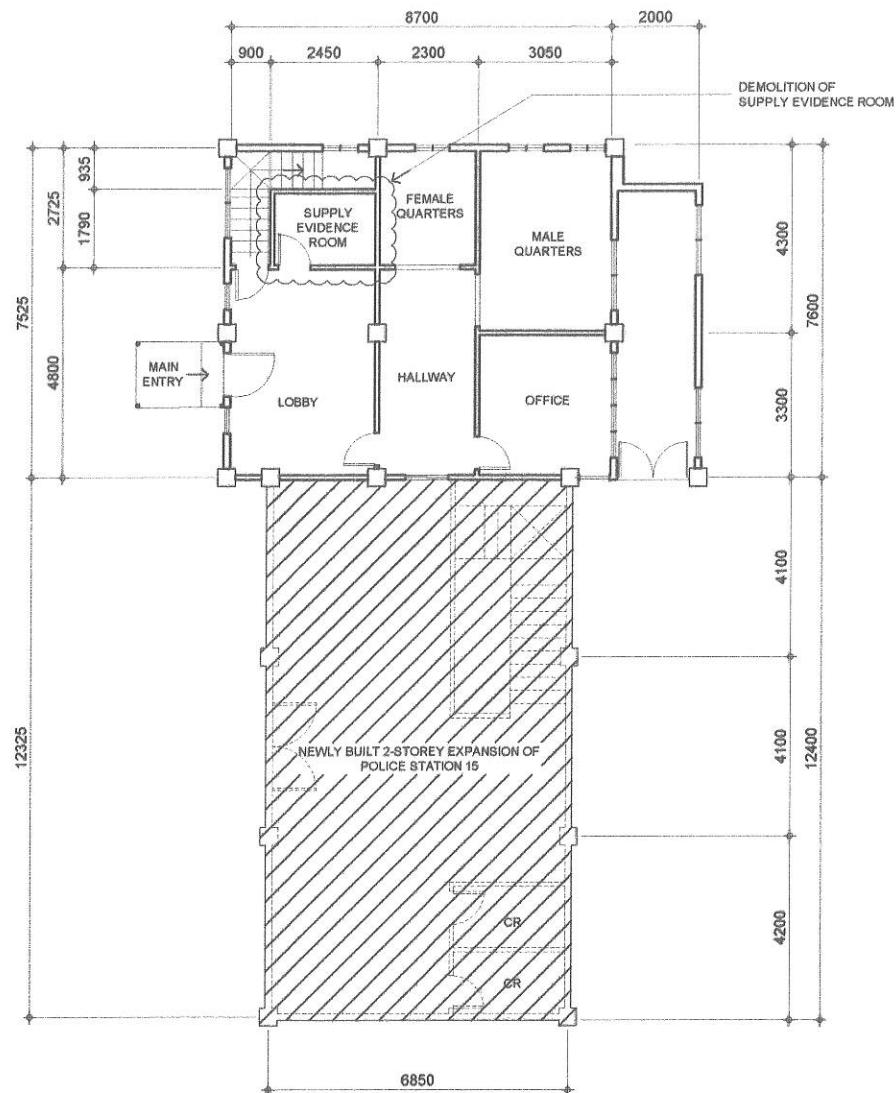 8700
2000
900
2450
2300
3050
DEMOLITION OF
SUPPLY EVIDENCE ROOM
935
2725
1790
7525
4800
SUPPLY
EVIDENCE
ROOM
FEMALE
QUARTERS
MALE
QUARTERS
4300
7600
MAIN
ENTRY
LOBBY
HALLWAY
OFFICE
3300
4100
12325
NEWLY BUILT 2-STOREY EXPANSION OF
POLICE STATION 15
4100
12400
CR
CR
4200
6850